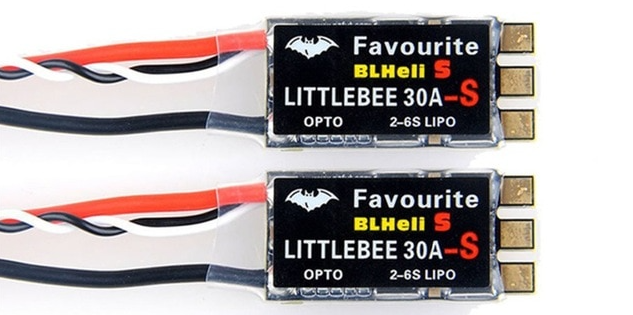 Favourite
BLHeli S
LITTLEBEE 30A-S
OPTO 2-6S LIPO
Favourite
BLHeli S
LITTLEBEE 30A-S
OPTO 2-6S LIPO